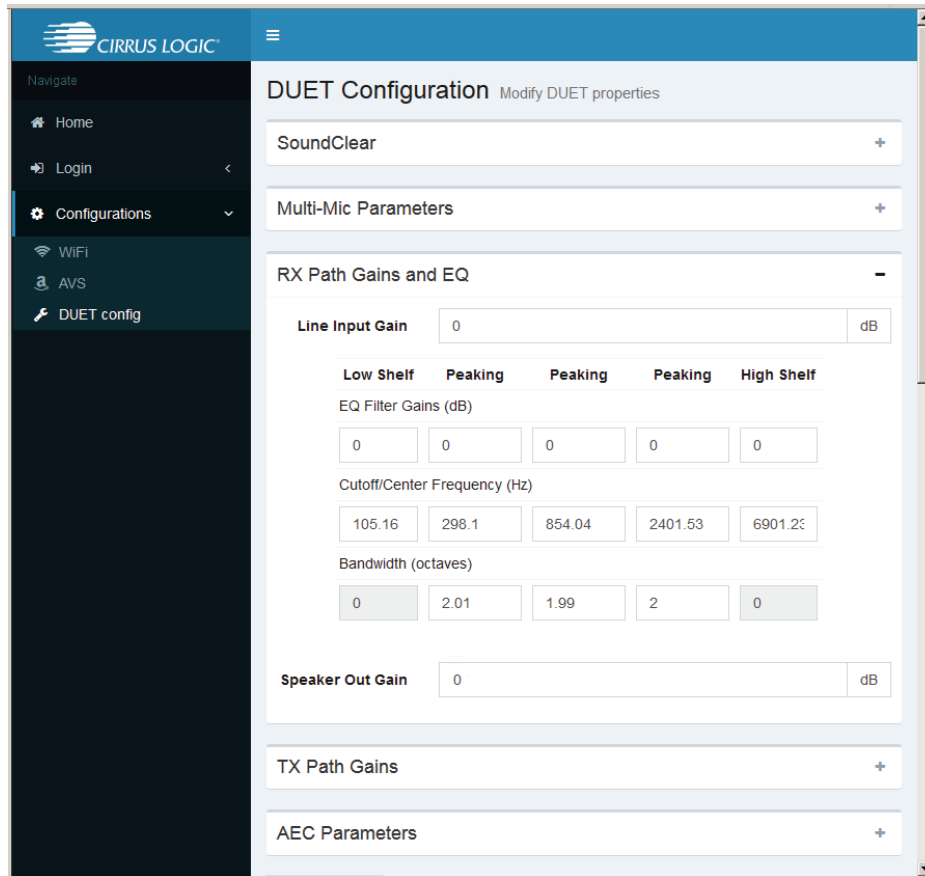 CIRRUS LOGIC®
Navigate
Home
Login
Configurations
WiFi
AVS
DUET config
DUET Configuration Modify DUET properties
SoundClear
Multi-Mic Parameters
RX Path Gains and EQ
Line Input Gain 0 dB
Low Shelf Peaking Peaking Peaking High Shelf
EQ Filter Gains (dB)
0 0 0 0 0
Cutoff/Center Frequency (Hz)
105.16 298.1 854.04 2401.53 6901.23
Bandwidth (octaves)
0 2.01 1.99 2 0
Speaker Out Gain 0 dB
TX Path Gains
AEC Parameters